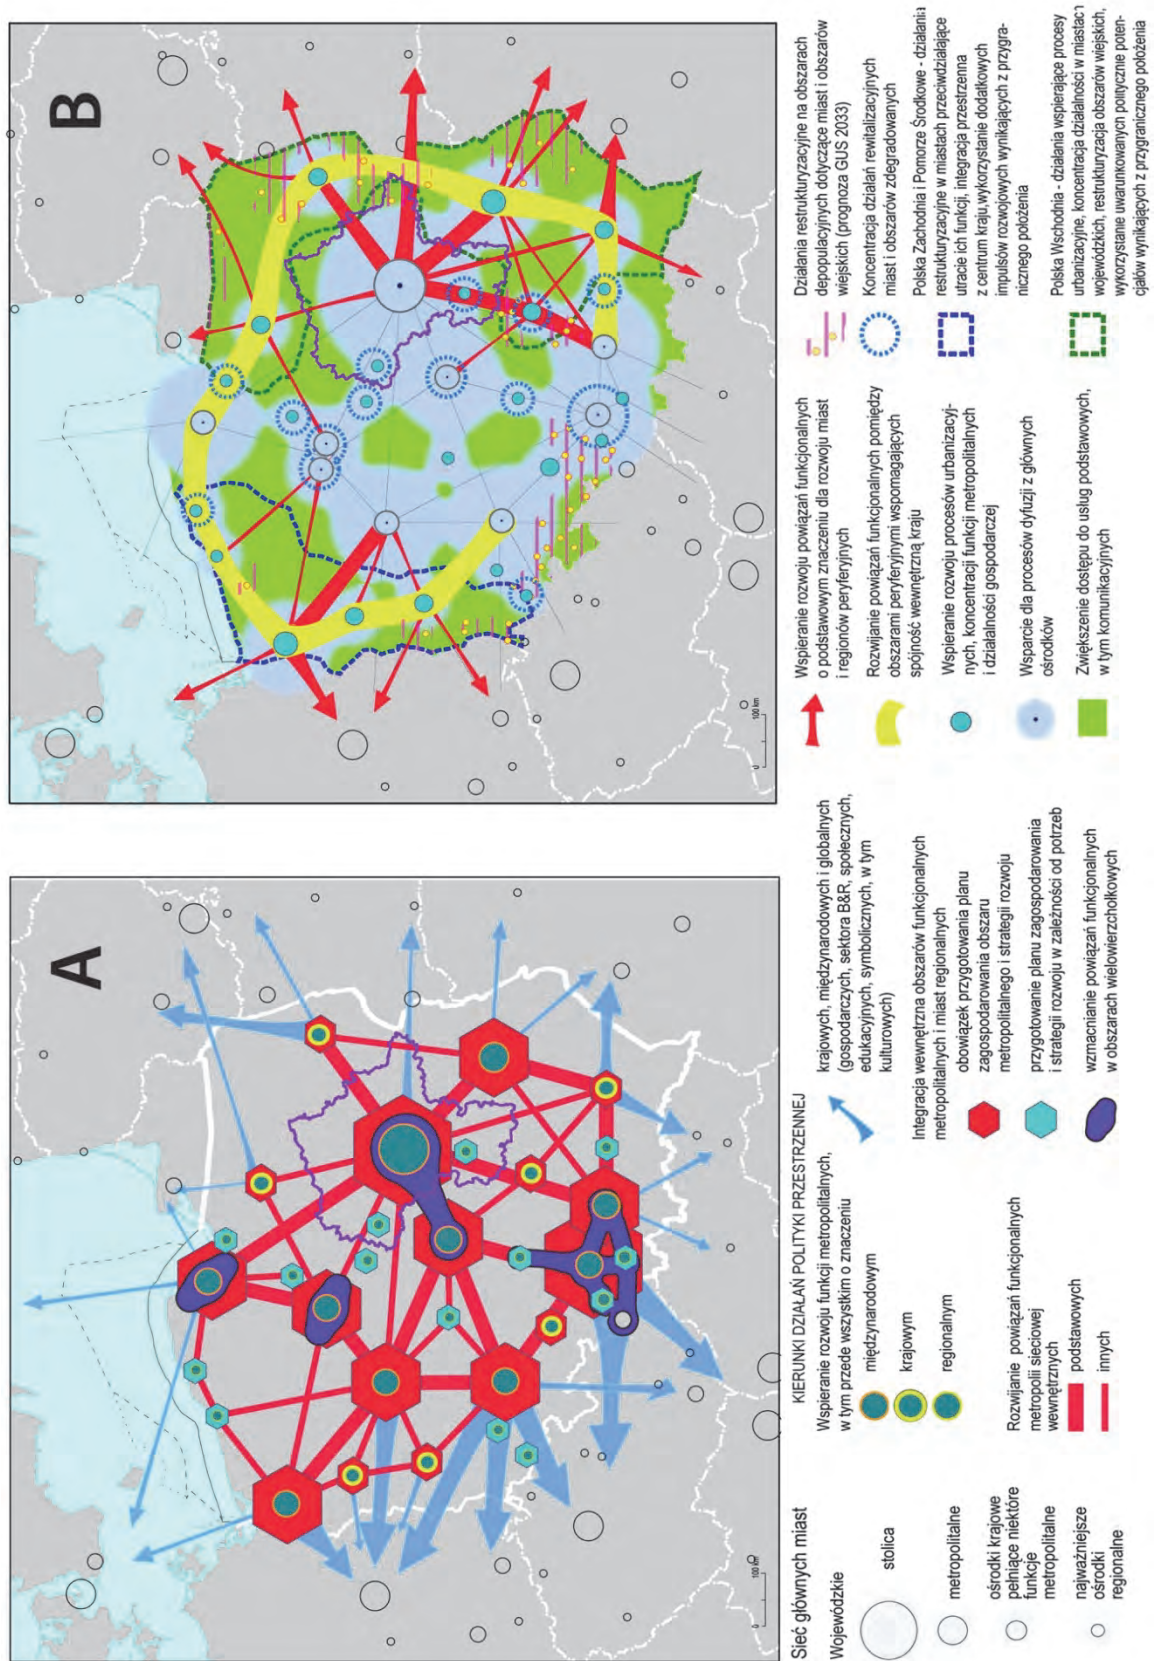 A
B
100 km
0
100 km
0
Sieć głównych miast
Wojewódzkie
stolica
metropolitalne
ośrodki krajowe
pełniące niektóre
funkcje
metropolitalne
najważniejsze
ośrodki
regionalne
KIERUNKI DZIAŁAŃ POLITYKI PRZESTRZENNEJ
Wspieranie rozwoju funkcji metropolitalnych,
w tym przede wszystkim o znaczeniu
międzynarodowym
krajowym
regionalnym
Rozwijanie powiązań funkcjonalnych
metropolii sieciowej
wewnętrznych
podstawowych
innych
krajowych, międzynarodowych i globalnych
(gospodarczych, sektora B&R, społecznych,
edukacyjnych, symbolicznych, w tym
kulturowych)
Integracja wewnętrzna obszarów funkcjonalnych
metropolitalnych i miast regionalnych
obowiązek przygotowania planu
zagospodarowania obszaru
metropolitalnego i strategii rozwoju
przygotowanie planu zagospodarowania
i strategii rozwoju w zależności od potrzeb
wzmacnianie powiązań funkcjonalnych
w obszarach wielowierzchołkowych
Wspieranie rozwoju powiązań funkcjonalnych
o podstawowym znaczeniu dla rozwoju miast
i regionów peryferyjnych
Rozwijanie powiązań funkcjonalnych pomiędzy
obszarami peryferyjnymi wspomagających
spójność wewnętrzną kraju
Wspieranie rozwoju procesów urbanizacyj-
nych, koncentracji funkcji metropolitalnych
i działalności gospodarczej
Wsparcie dla procesów dyfuzji z głównych
ośrodków
Zwiększenie dostępu do usług podstawowych,
w tym komunikacyjnych
Działania restrukturyzacyjne na obszarach
depopulacyjnych dotyczące miast i obszarów
wiejskich (prognoza GUS 2033)
Koncentracja działań rewitalizacyjnych
miast i obszarów zdegradowanych
Polska Zachodnia i Pomorze Środkowe - działania
restrukturyzacyjne w miastach przeciwdziałające
utracie ich funkcji, integracja przestrzenna
z centrum kraju,wykorzystanie dodatkowych
impulsów rozwojowych wynikających z przygra-
nicznego położenia
Polska Wschodnia - działania wspierające procesy
urbanizacyjne, koncentracja działalności w miastach
wojewódzkich, restrukturyzacja obszarów wiejskich,
wykorzystanie uwarunkowanych politycznie poten-
cjałów wynikających z przygranicznego położenia